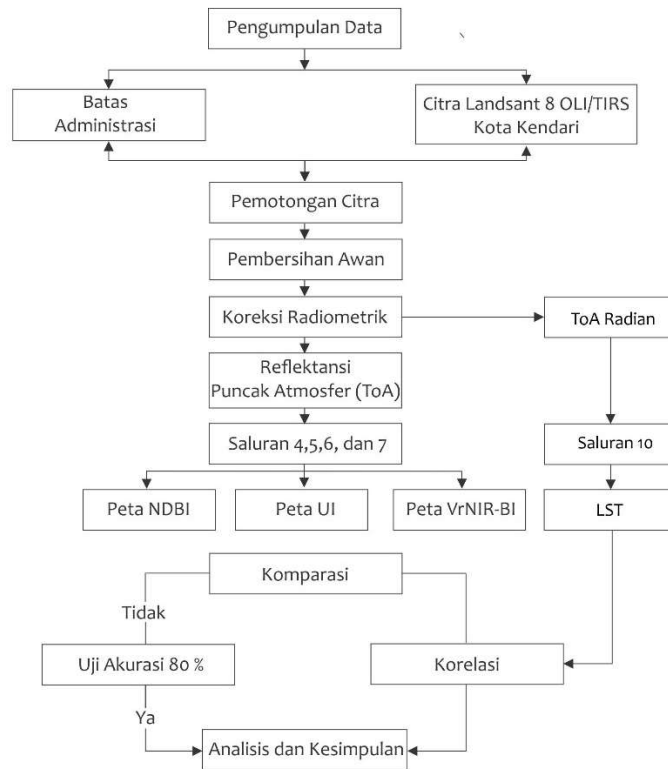 Pengumpulan Data
Batas
Administrasi
Citra Landsant 8 OLI/TIRS
Kota Kendari
Pemotongan Citra
Pembersihan Awan
Koreksi Radiometrik
ToA Radian
Reflektansi
Puncak Atmosfer (ToA)
Saluran 4,5,6, dan 7
Saluran 10
Peta NDBI
Peta UI
Peta VrNIR-BI
LST
Komparasi
Tidak
Uji Akurasi 80 %
Korelasi
Ya
Analisis dan Kesimpulan